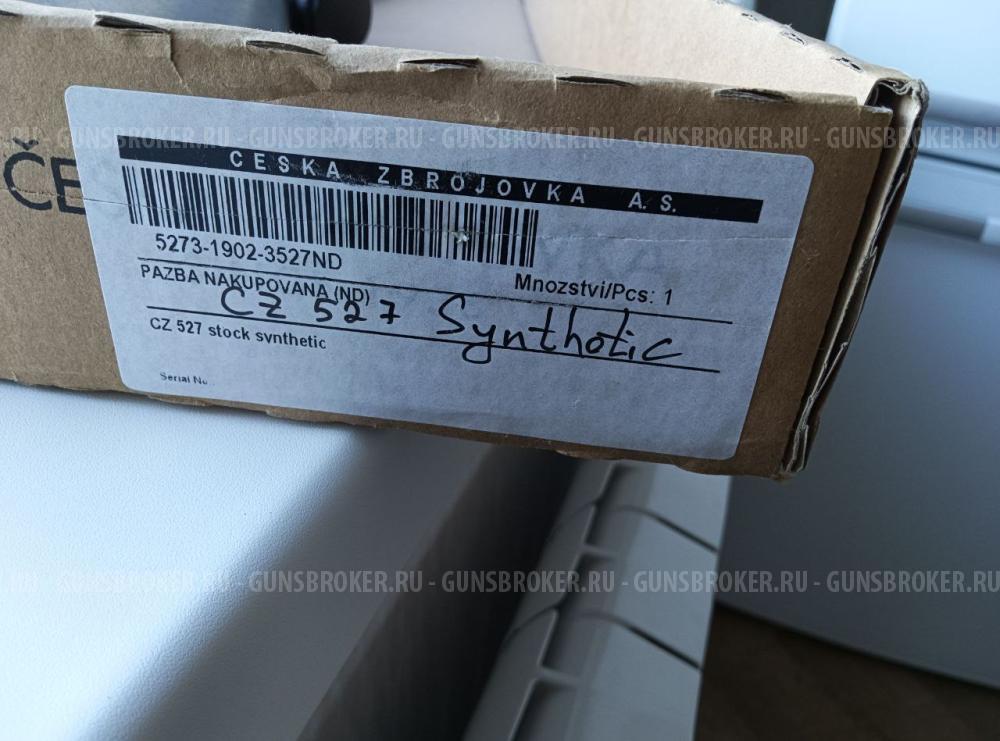 GUNSBROKER.RU - GUNSBROKER.RU - GUNSBROKER.RU - GUNSBROKER.RU - GUNSBROKER.RU
ČE
CESKA ZBROJOVKA A.S.
5273-1902-3527ND
Mnozstvi/Pcs: 1
PAZBA NAKUPOVANA (ND)
CZ 527 Synthotic
CZ 527 stock synthetic
Serial No.
GUNSBROKER.RU - GUNSBROKER.RU - GUNSBROKER.RU - GUNSBROKER.RU - GUNSBROKER.RU